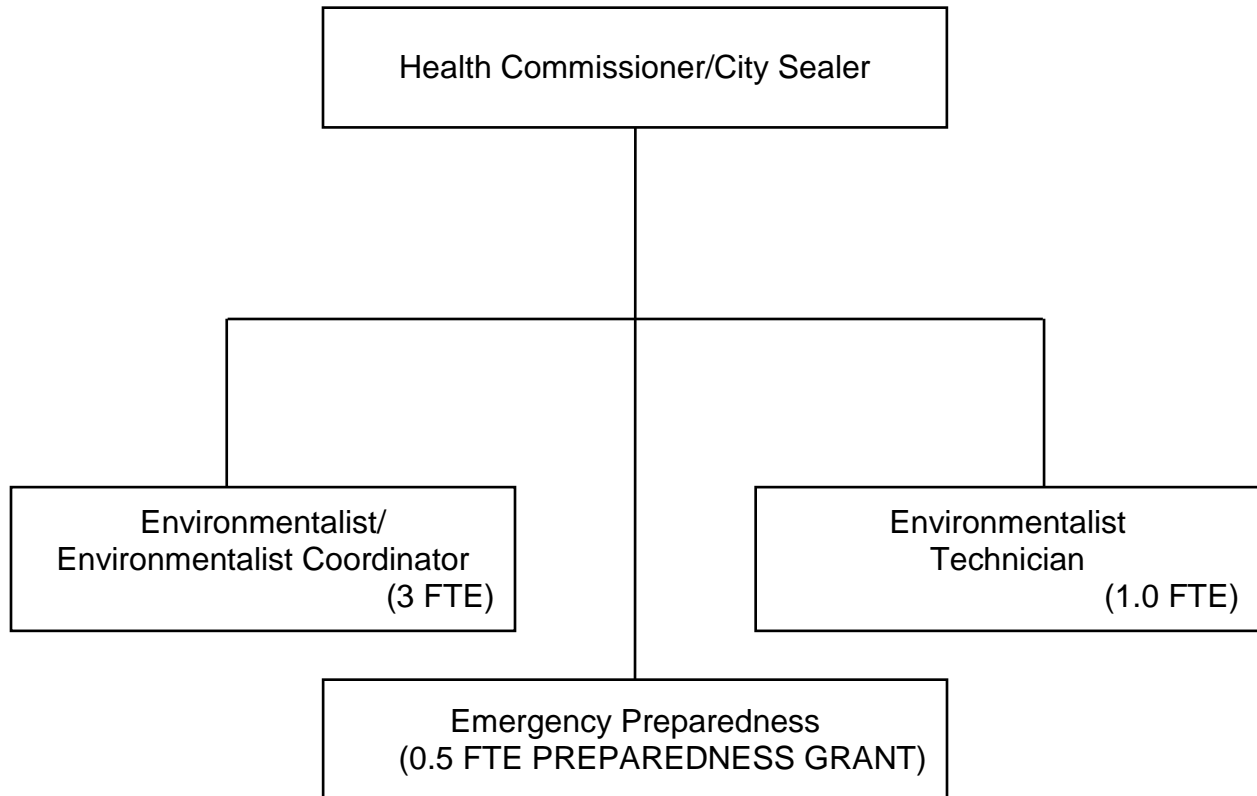 Health Commissioner/City Sealer
Environmentalist/
Environmentalist Coordinator
(3 FTE)
Environmentalist
Technician
(1.0 FTE)
Emergency Preparedness
(0.5 FTE PREPAREDNESS GRANT)